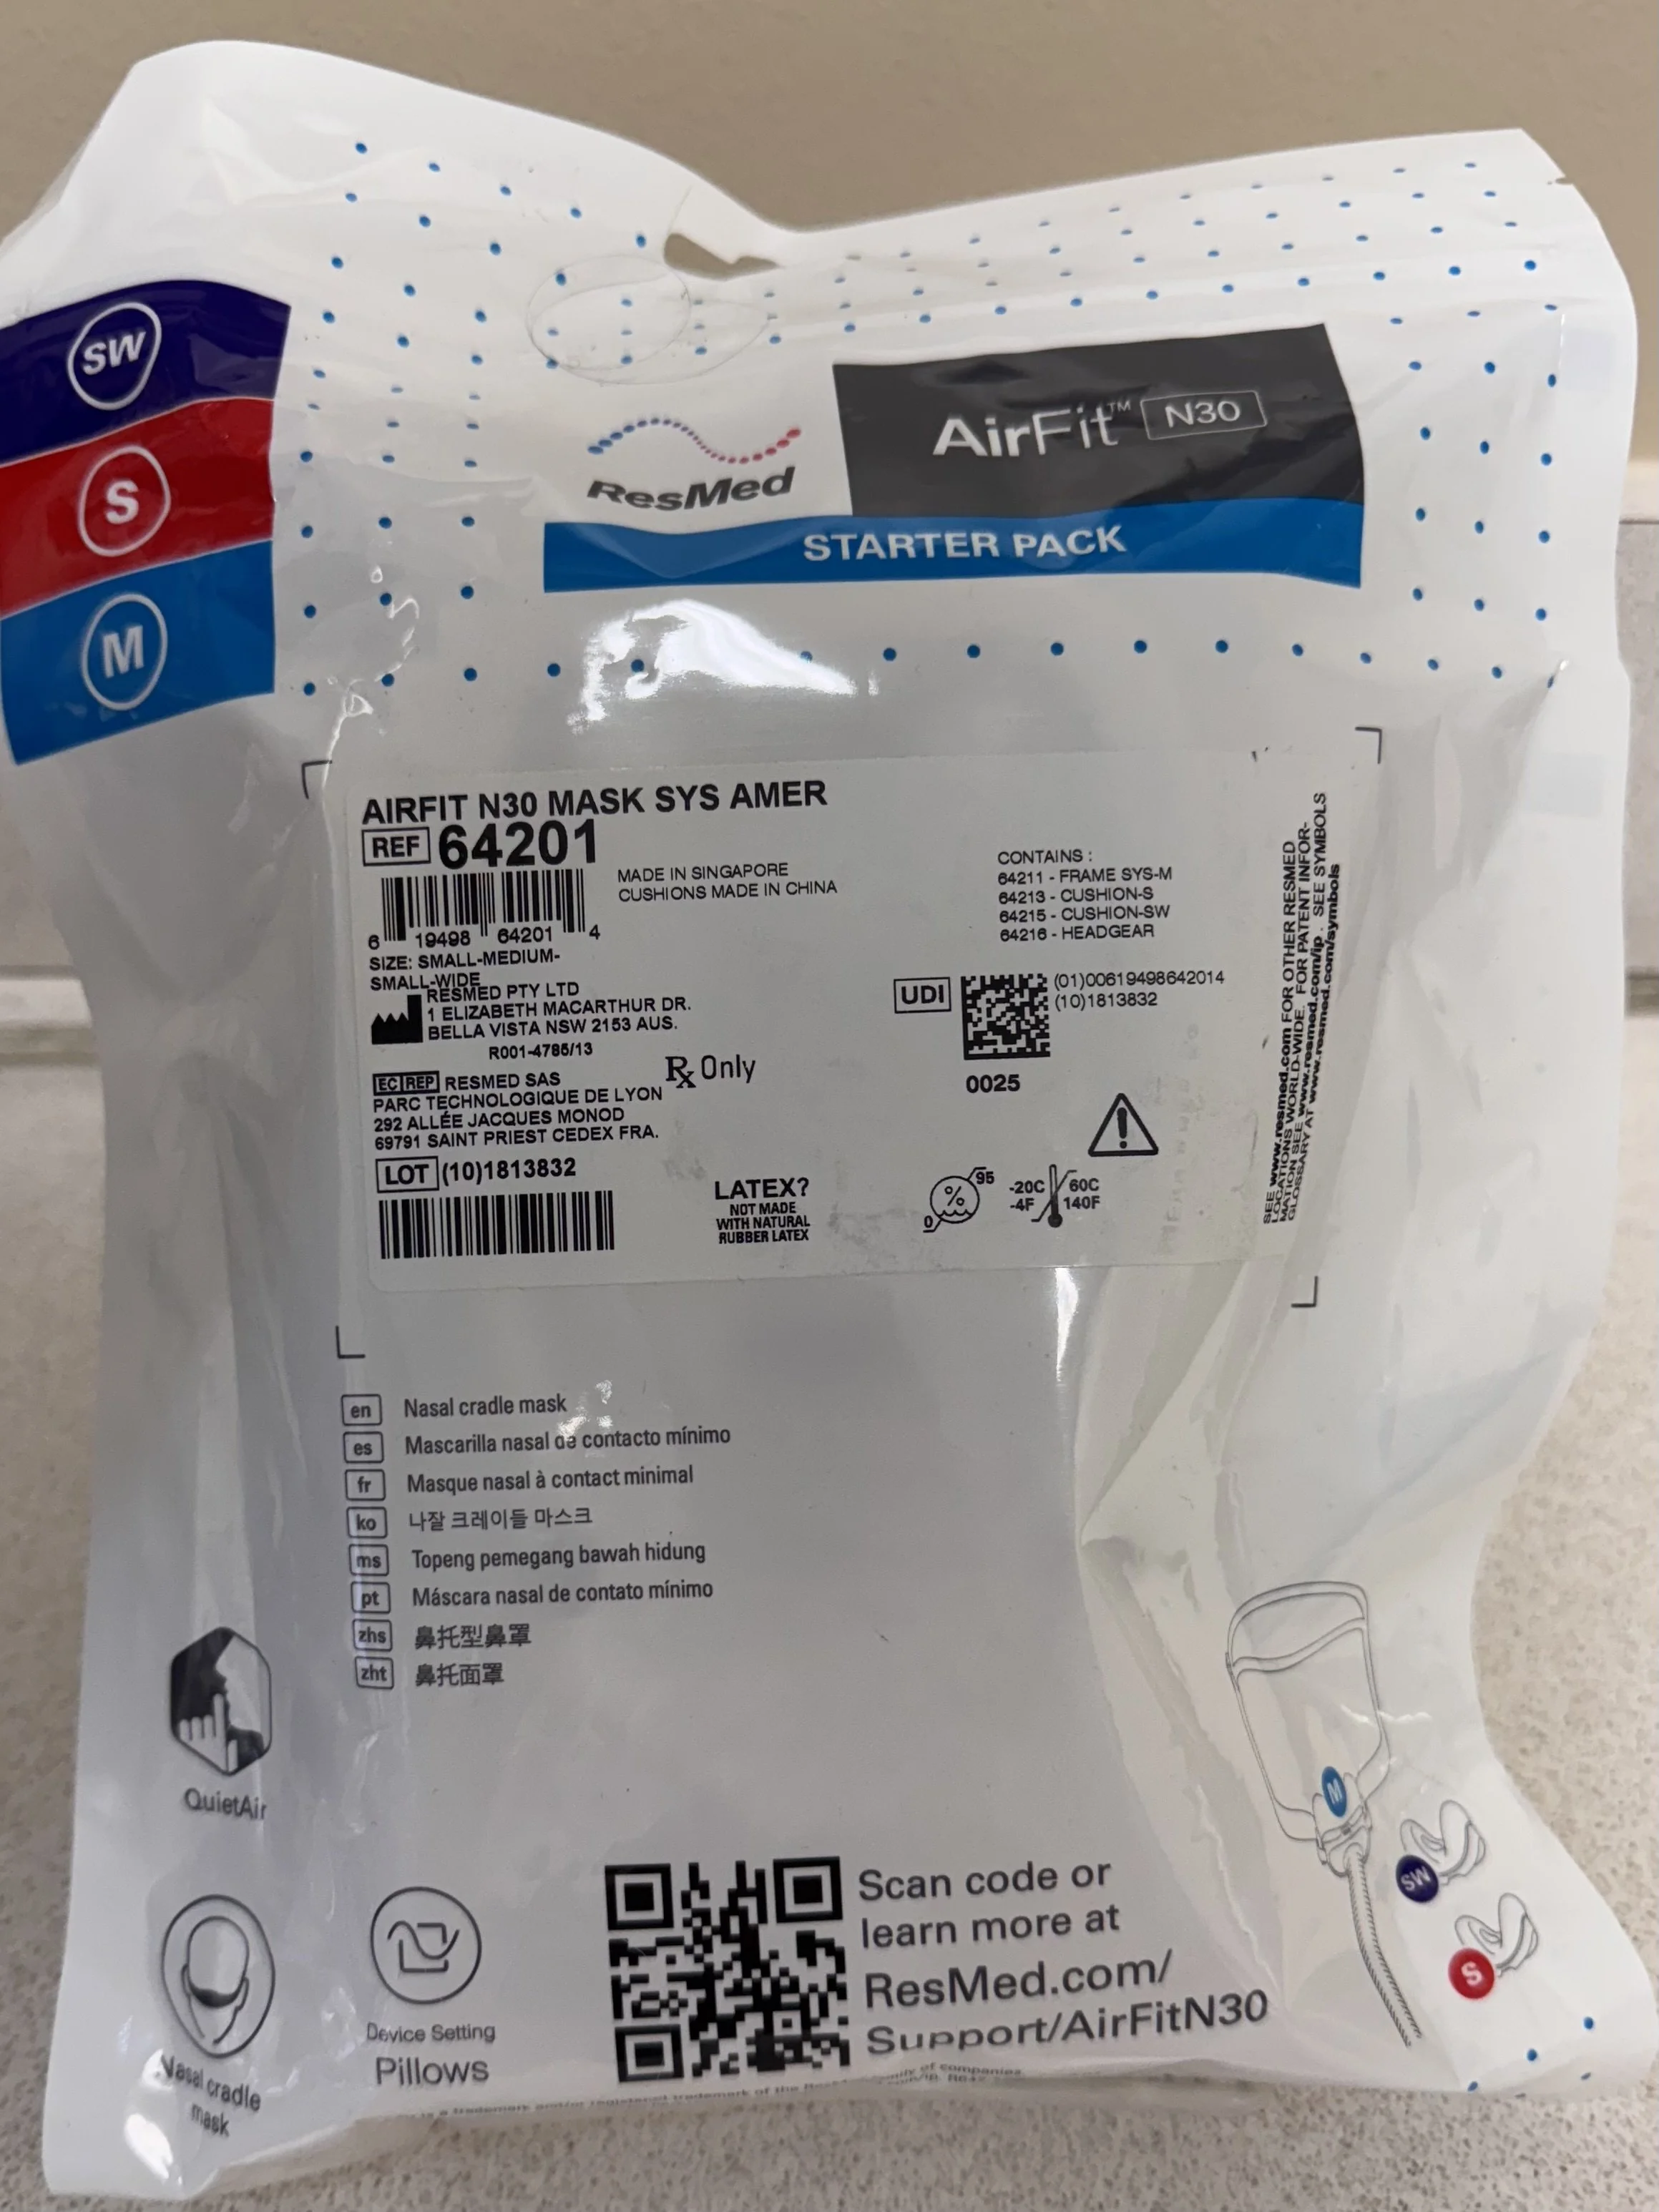 SW
S
M
ResMed
AirFit™ N30
STARTER PACK
AIRFIT N30 MASK SYS AMER
REF 64201
6 19498 64201 4
MADE IN SINGAPORE
CUSHIONS MADE IN CHINA
SIZE: SMALL-MEDIUM-
SMALL-WIDE
RESMED PTY LTD
1 ELIZABETH MACARTHUR DR.
BELLA VISTA NSW 2153 AUS.
R001-4785/13
EC REP RESMED SAS
PARC TECHNOLOGIQUE DE LYON
292 ALLÉE JACQUES MONOD
69791 SAINT PRIEST CEDEX FRA.
Rx Only
LOT (10)1813832
LATEX?
NOT MADE
WITH NATURAL
RUBBER LATEX
CONTAINS :
64211 - FRAME SYS-M
64213 - CUSHION-S
64215 - CUSHION-SW
64216 - HEADGEAR
UDI
(01)00619498642014
(10)1813832
0025
% 95
0
-20C
-4F
60C
140F
SEE www.resmed.com FOR OTHER RESMED
LOCATIONS WORLD-WIDE. FOR PATENT INFOR-
MATION SEE www.resmed.com/ip. SEE SYMBOLS
GLOSSARY AT www.resmed.com/symbols
en Nasal cradle mask
es Mascarilla nasal de contacto mínimo
fr Masque nasal à contact minimal
ko 나잘 크레이들 마스크
ms Topeng pemegang bawah hidung
pt Máscara nasal de contato mínimo
zhs 鼻托型鼻罩
zht 鼻托面罩
QuietAir
Nasal cradle
mask
Device Setting
Pillows
Scan code or
learn more at
ResMed.com/
Support/AirFitN30
M
SW
S
trademark of the
family of companies